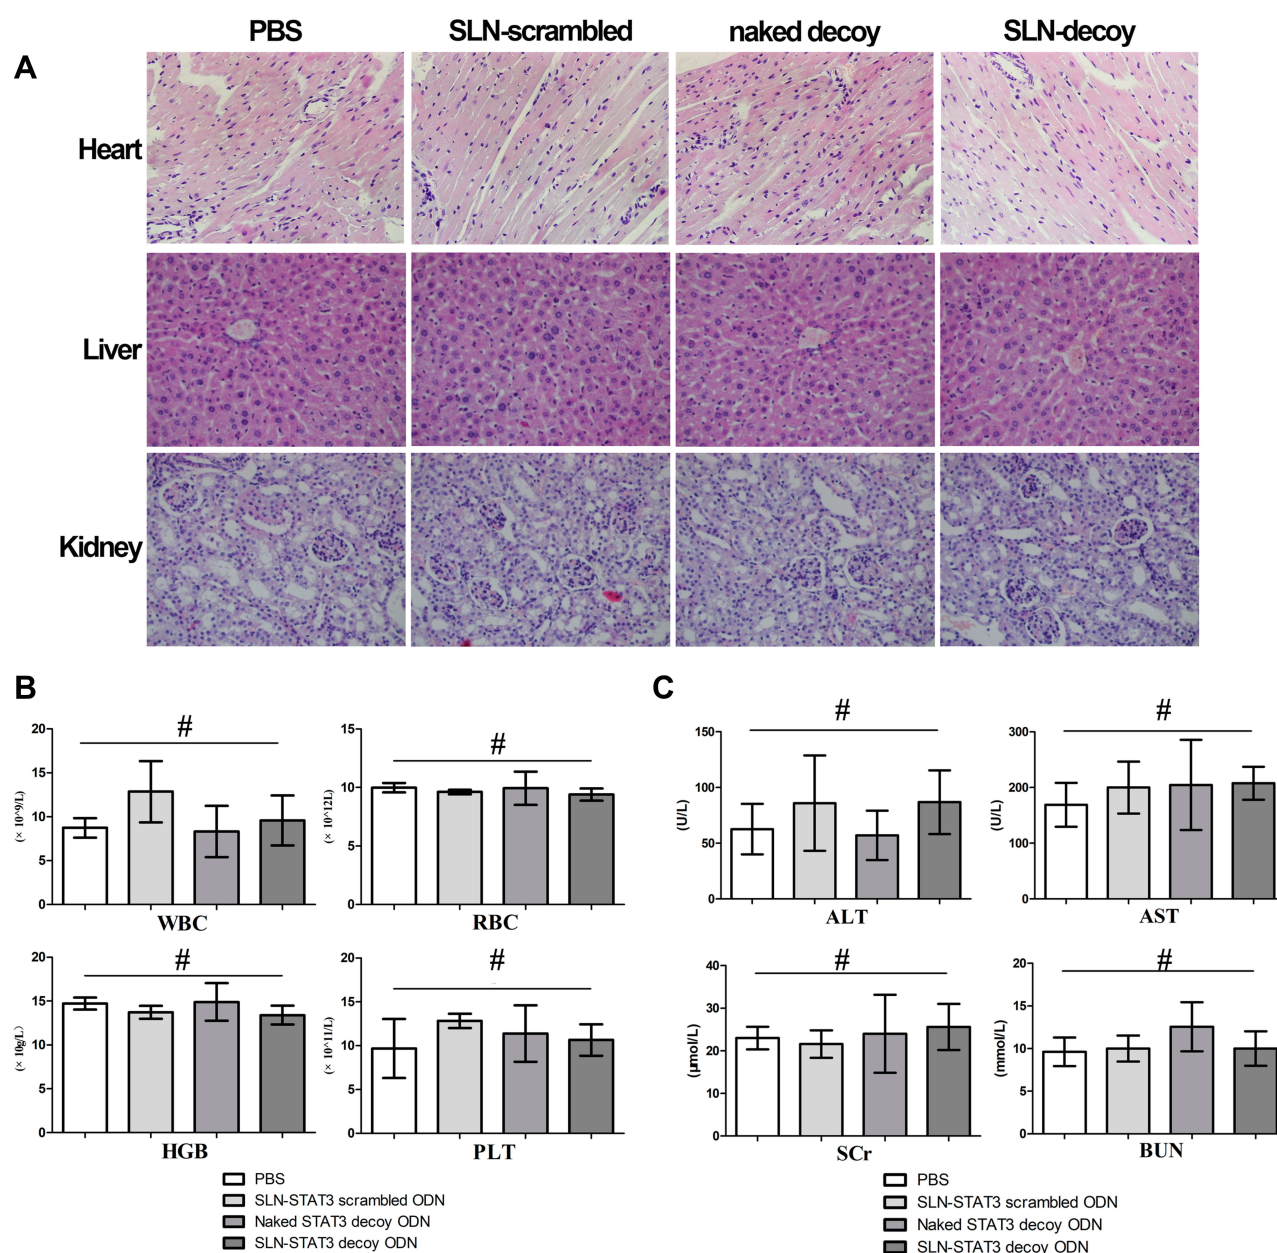 PBS SLN-scrambled naked decoy SLN-decoy
A
Heart
Liver
Kidney
B
#
20
15
10
5
0
(× 10^9/L)
WBC
#
15
10
5
0
(× 10^12L)
RBC
#
20
15
10
5
0
(× 10g/L)
HGB
#
20
15
10
5
0
(× 10^11/L)
PLT
PBS
SLN-STAT3 scrambled ODN
Naked STAT3 decoy ODN
SLN-STAT3 decoy ODN
C
#
150
100
50
0
(U/L)
ALT
#
300
200
100
0
(U/L)
AST
#
40
30
20
10
0
(μmol/L)
SCr
#
20
15
10
5
0
(mmol/L)
BUN
PBS
SLN-STAT3 scrambled ODN
Naked STAT3 decoy ODN
SLN-STAT3 decoy ODN